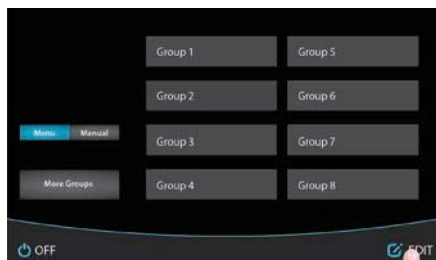 Group 1
Group 5
Group 2
Group 6
Menu
Manual
Group 3
Group 7
More Groups
Group 4
Group 8
OFF
EDIT